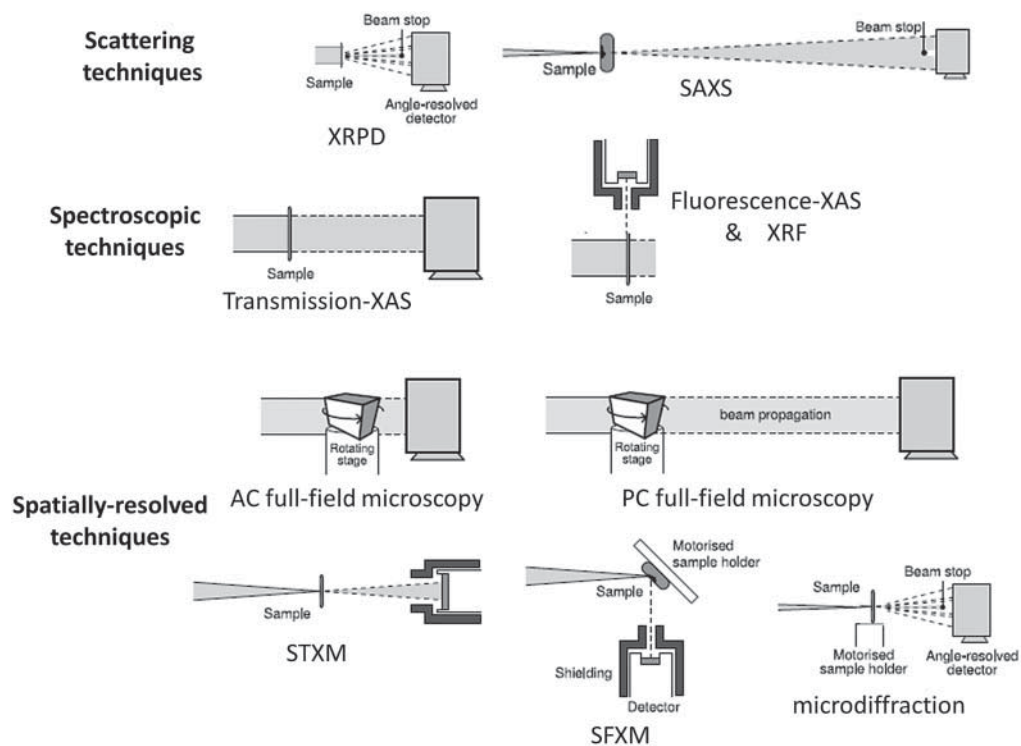 Scattering
techniques
Beam stop
Sample
Angle-resolved
detector
XRPD
Beam stop
Sample
SAXS
Spectroscopic
techniques
Sample
Transmission-XAS
Fluorescence-XAS
& XRF
Sample
Spatially-resolved
techniques
Rotating
stage
AC full-field microscopy
beam propagation
Rotating
stage
PC full-field microscopy
Sample
STXM
Motorised
sample holder
Sample
Shielding
Detector
SFXM
Sample
Beam stop
Motorised
sample holder
Angle-resolved
detector
microdiffraction